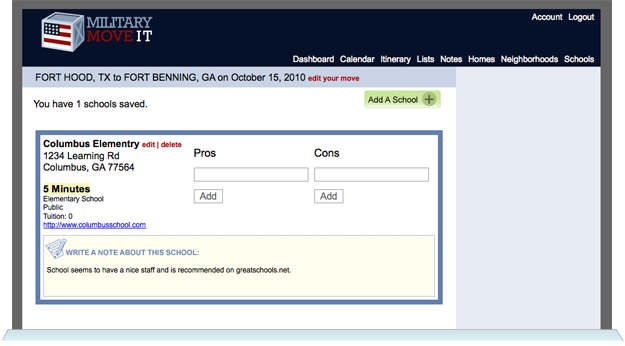 MILITARY
MOVE IT
Account Logout
Dashboard Calendar Itinerary Lists Notes Homes Neighborhoods Schools
FORT HOOD, TX to FORT BENNING, GA on October 15, 2010 edit your move
You have 1 schools saved.
Add A School
Columbus Elementry edit | delete
1234 Learning Rd
Columbus, GA 77564
Pros
Cons
Add
Add
5 Minutes
Elementary School
Public
Tuition: 0
http://www.columbusschool.com
WRITE A NOTE ABOUT THIS SCHOOL:
School seems to have a nice staff and is recommended on greatschools.net.